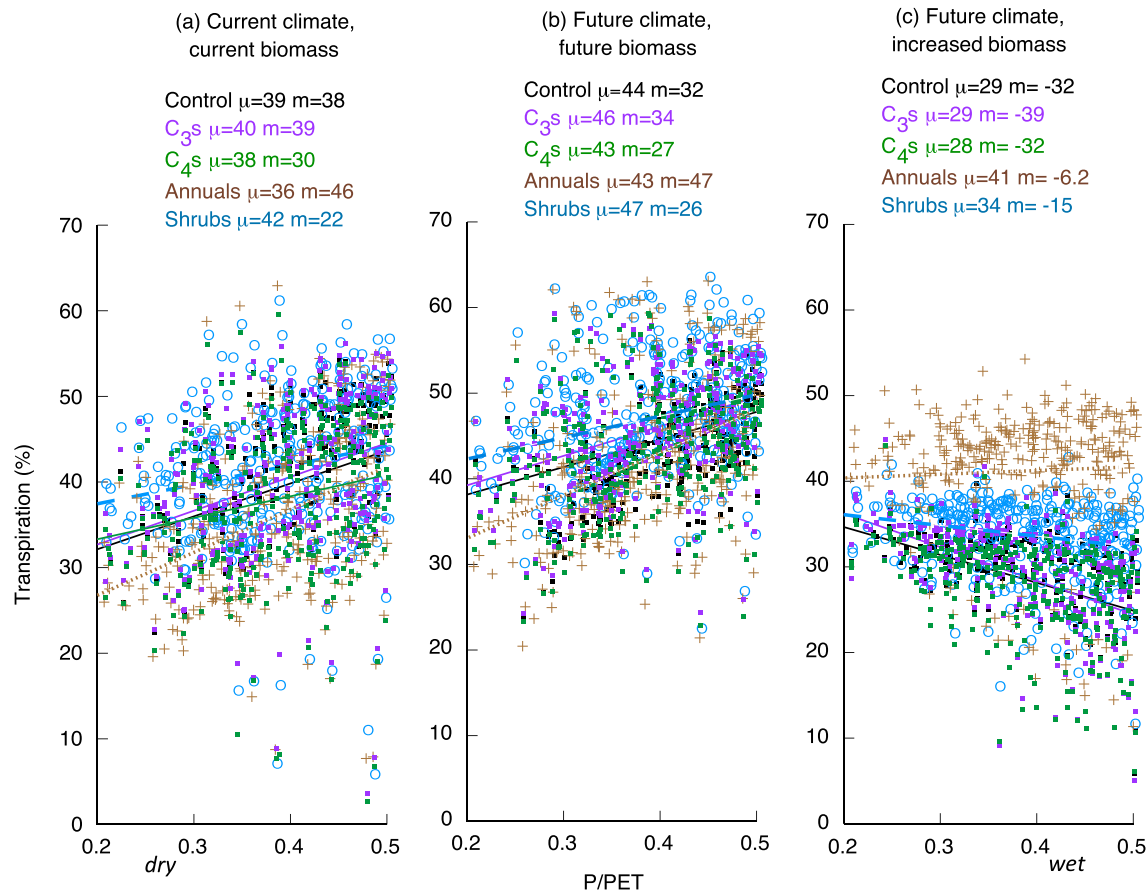 (a) Current climate,
current biomass
Control μ=39 m=38
C3s μ=40 m=39
C4s μ=38 m=30
Annuals μ=36 m=46
Shrubs μ=42 m=22
(b) Future climate,
future biomass
Control μ=44 m=32
C3s μ=46 m=34
C4s μ=43 m=27
Annuals μ=43 m=47
Shrubs μ=47 m=26
(c) Future climate,
increased biomass
Control μ=29 m= -32
C3s μ=29 m= -39
C4s μ=28 m= -32
Annuals μ=41 m= -6.2
Shrubs μ=34 m= -15
Transpiration (%)
70
60
50
40
30
20
10
0
0.2 0.3 0.4 0.5
dry
70
60
50
40
30
20
10
0
0.2 0.3 0.4 0.5
70
60
50
40
30
20
10
0
0.2 0.3 0.4 0.5
wet
P/PET